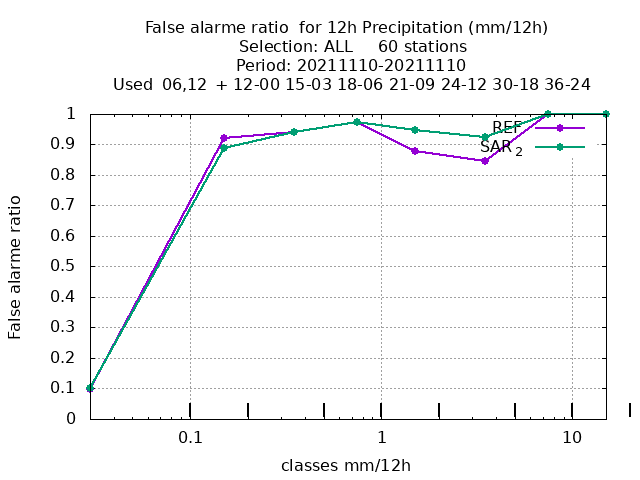 False alarme ratio  for 12h Precipitation (mm/12h)
Selection: ALL     60 stations
Period: 20211110-20211110
Used  06,12  + 12-00 15-03 18-06 21-09 24-12 30-18 36-24
1
0.9
0.8
0.7
0.6
0.5
0.4
0.3
0.2
0.1
0
False alarme ratio
REF
SAR 2
0.1
1
10
classes mm/12h